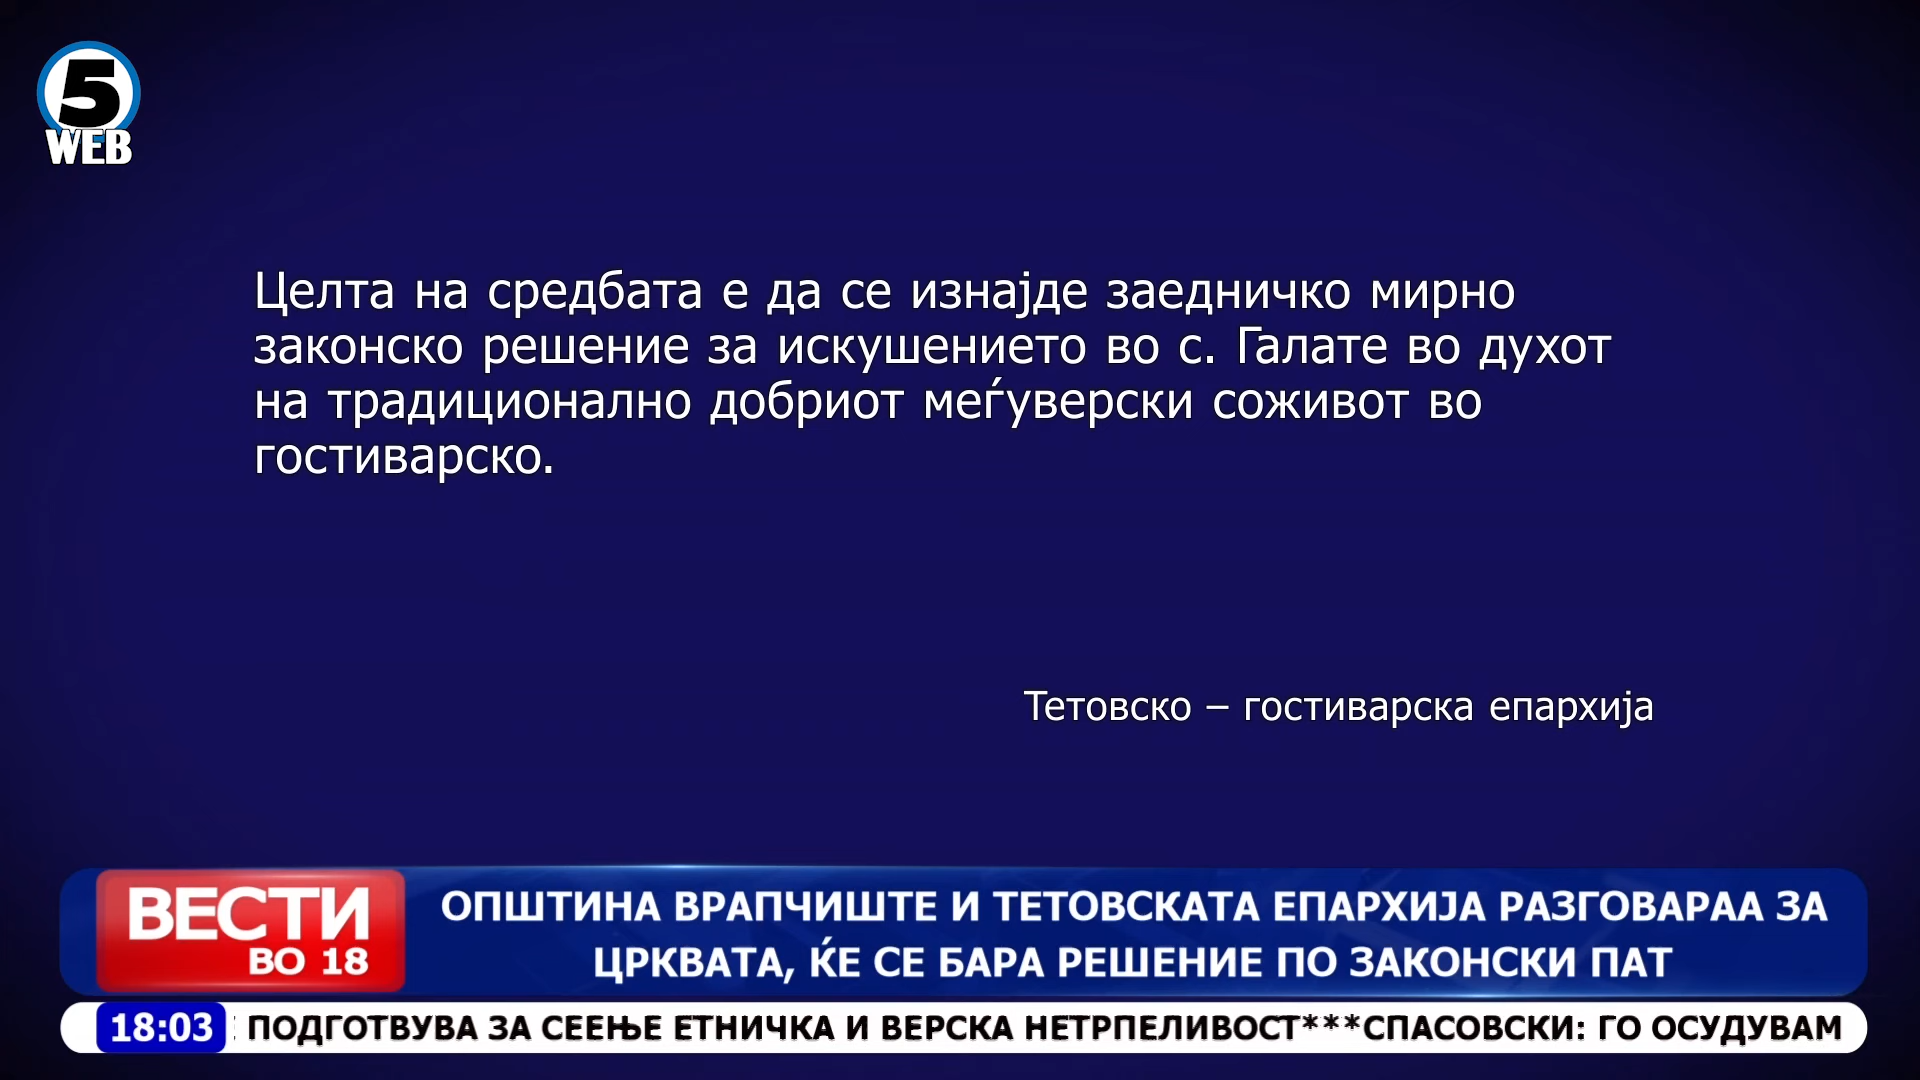 5
WEB
Целта на средбата е да се изнајде заедничко мирно
законско решение за искушението во с. Галате во духот
на традиционално добриот меѓуверски соживот во
гостиварско.
Тетовско – гостиварска епархија
ВЕСТИ
ВО 18
ОПШТИНА ВРАПЧИШТЕ И ТЕТОВСКАТА ЕПАРХИЈА РАЗГОВАРАА ЗА
ЦРКВАТА, ЌЕ СЕ БАРА РЕШЕНИЕ ПО ЗАКОНСКИ ПАТ
18:03 ПОДГОТВУВА ЗА СЕЕЊЕ ЕТНИЧКА И ВЕРСКА НЕТРПЕЛИВОСТ***СПАСОВСКИ: ГО ОСУДУВАМ